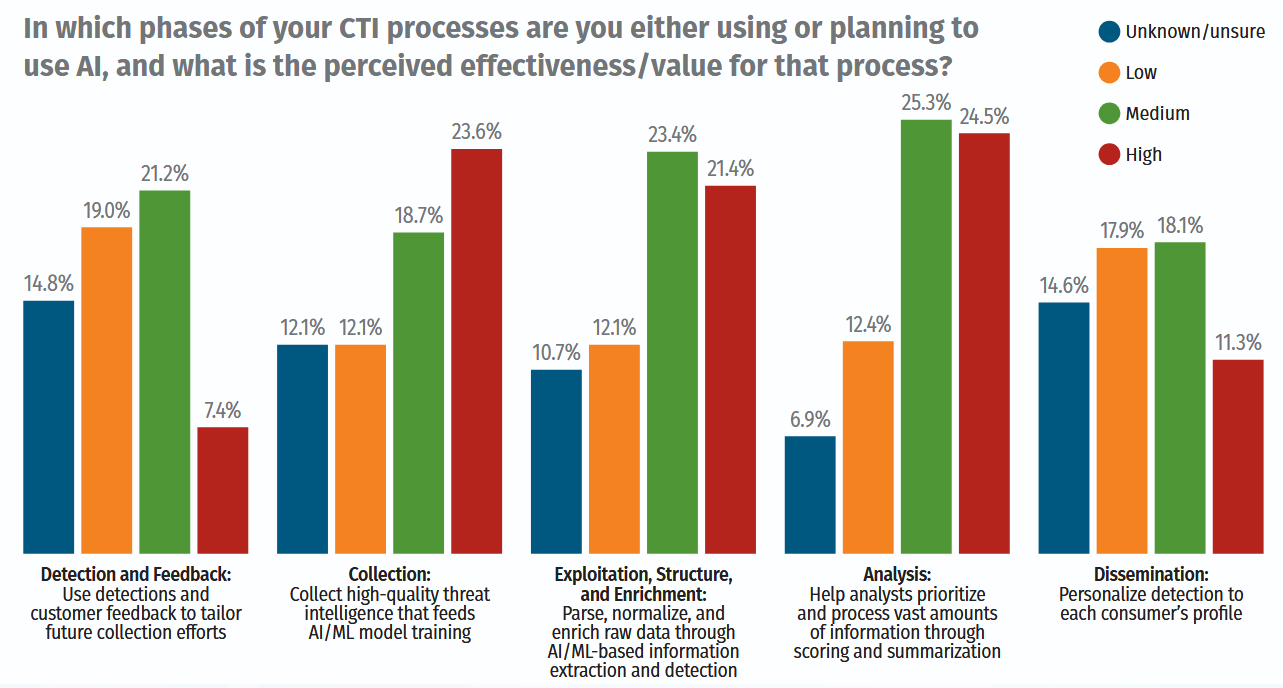 In which phases of your CTI processes are you either using or planning to
use AI, and what is the perceived effectiveness/value for that process?
Unknown/unsure
Low
Medium
High
14.8%
19.0%
21.2%
7.4%
12.1%
12.1%
18.7%
23.6%
10.7%
12.1%
23.4%
21.4%
6.9%
12.4%
25.3%
24.5%
14.6%
17.9%
18.1%
11.3%
Detection and Feedback:
Use detections and
customer feedback to tailor
future collection efforts
Collection:
Collect high-quality threat
intelligence that feeds
AI/ML model training
Exploitation, Structure,
and Enrichment:
Parse, normalize, and
enrich raw data through
AI/ML-based information
extraction and detection
Analysis:
Help analysts prioritize
and process vast amounts
of information through
scoring and summarization
Dissemination:
Personalize detection to
each consumer’s profile